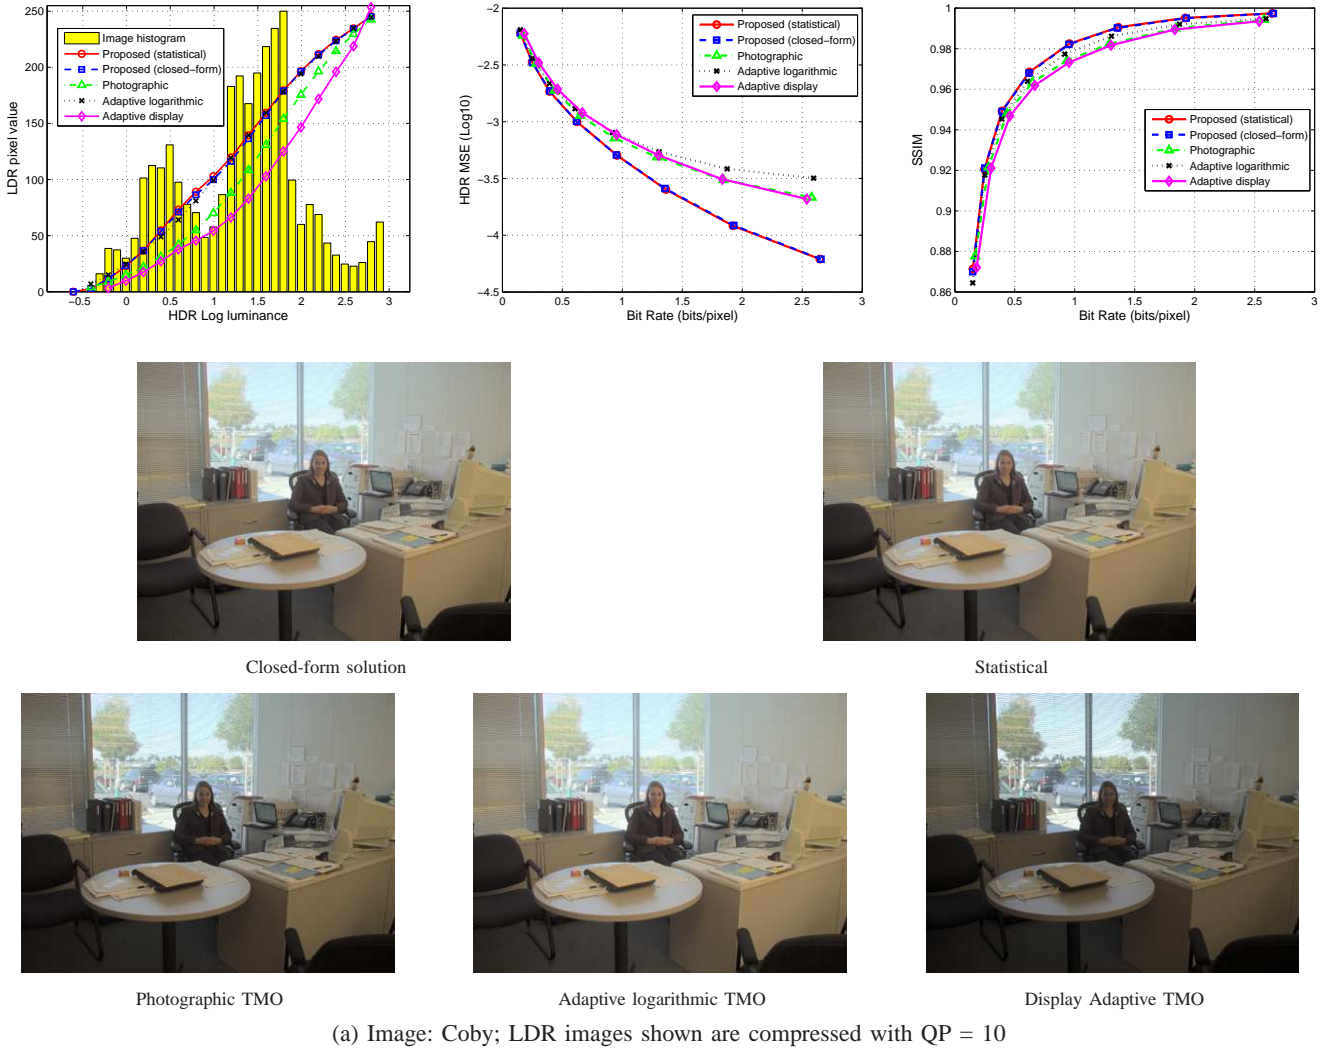 LDR pixel value
250
200
150
100
50
0
Image histogram
Proposed (statistical)
Proposed (closed−form)
Photographic
Adaptive logarithmic
Adaptive display
−0.5 0 0.5 1 1.5 2 2.5 3
HDR Log luminance
HDR MSE (Log10)
−2
−2.5
−3
−3.5
−4
−4.5
Proposed (statistical)
Proposed (closed−form)
Photographic
Adaptive logarithmic
Adaptive display
0 0.5 1 1.5 2 2.5 3
Bit Rate (bits/pixel)
SSIM
1
0.98
0.96
0.94
0.92
0.9
0.88
0.86
Proposed (statistical)
Proposed (closed−form)
Photographic
Adaptive logarithmic
Adaptive display
0 0.5 1 1.5 2 2.5 3
Bit Rate (bits/pixel)
Closed-form solution
Statistical
Photographic TMO
Adaptive logarithmic TMO
Display Adaptive TMO
(a) Image: Coby; LDR images shown are compressed with QP = 10